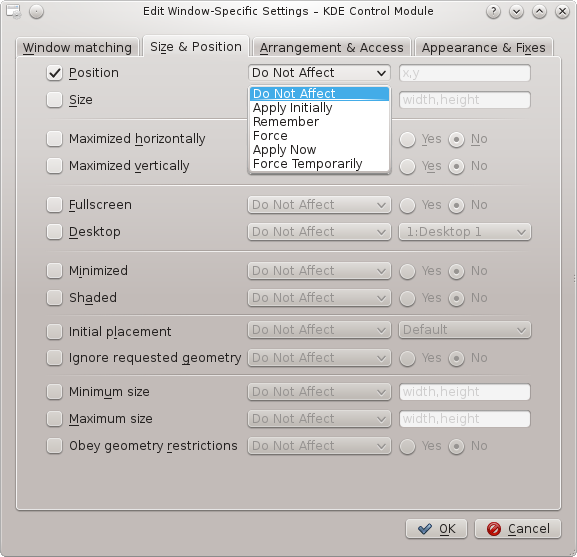 Edit Window-Specific Settings – KDE Control Module
Window matching Size & Position Arrangement & Access Appearance & Fixes
Position Do Not Affect x,y
Size width,height
Do Not Affect
Apply Initially
Remember
Force
Apply Now
Force Temporarily
Maximized horizontally Yes No
Maximized vertically Yes No
Fullscreen Do Not Affect Yes No
Desktop Do Not Affect 1:Desktop 1
Minimized Do Not Affect Yes No
Shaded Do Not Affect Yes No
Initial placement Do Not Affect Default
Ignore requested geometry Do Not Affect Yes No
Minimum size Do Not Affect width,height
Maximum size Do Not Affect width,height
Obey geometry restrictions Do Not Affect Yes No
OK Cancel